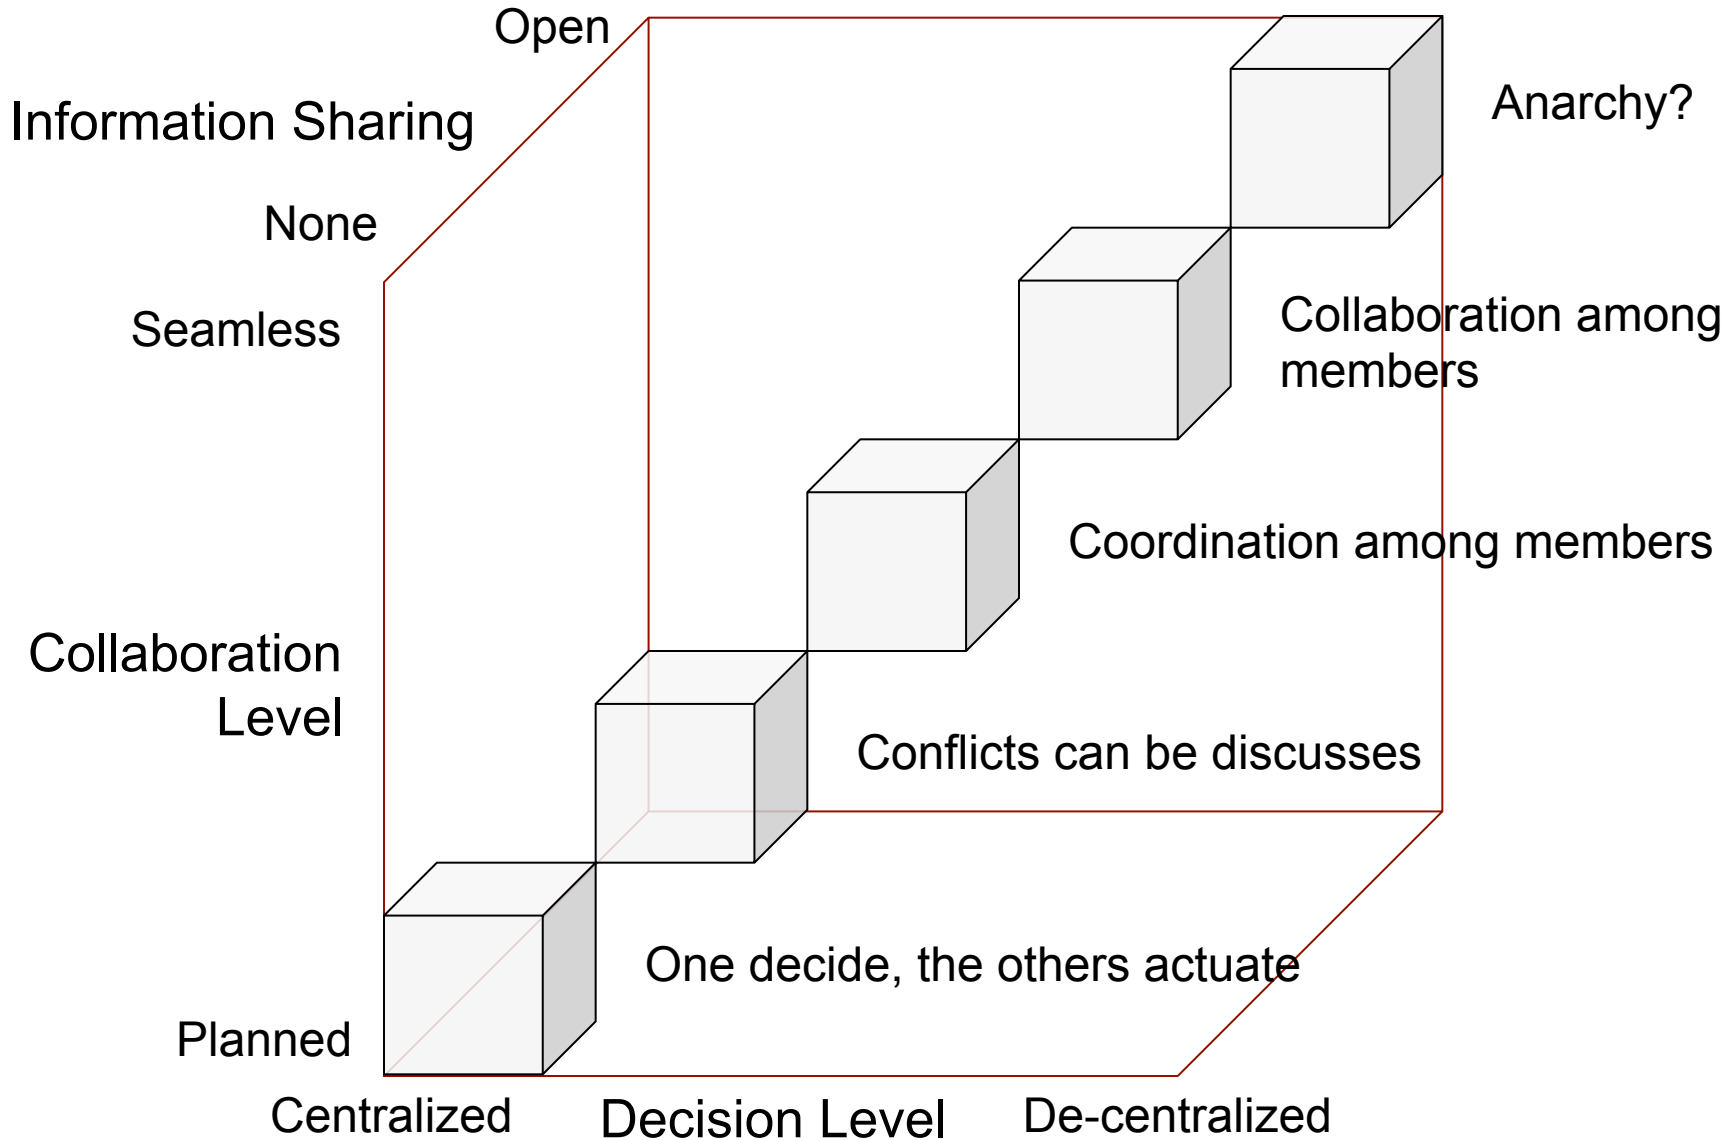 Open
Information Sharing
Anarchy?
None
Seamless
Collaboration among
members
Coordination among members
Collaboration
Level
Conflicts can be discusses
One decide, the others actuate
Planned
Centralized
Decision Level
De-centralized